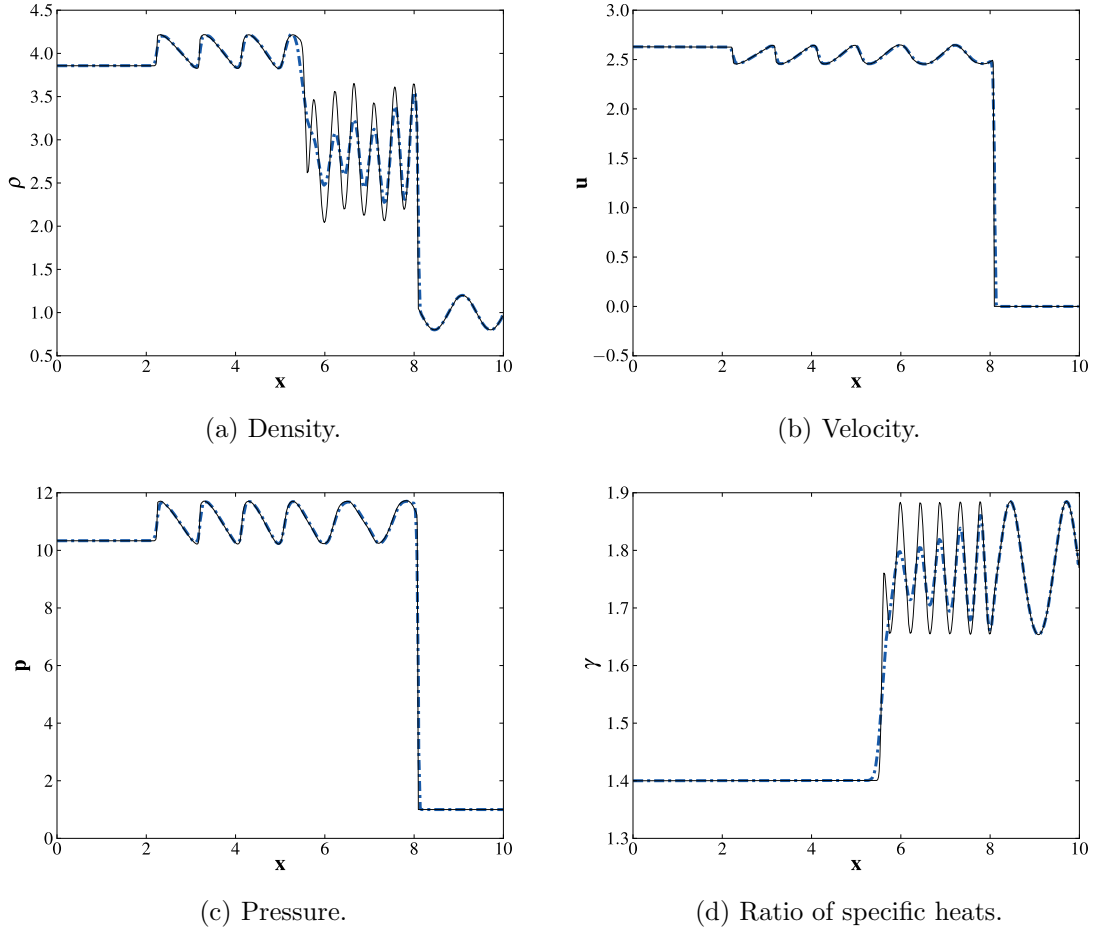 4.5
4.0
3.5
3.0
2.5
2.0
1.5
1.0
0.5
ρ
0 2 4 6 8 10
x
(a) Density.
3.0
2.5
2.0
1.5
1.0
0.5
0.0
−0.5
u
0 2 4 6 8 10
x
(b) Velocity.
12
10
8
6
4
2
0
p
0 2 4 6 8 10
x
(c) Pressure.
1.9
1.8
1.7
1.6
1.5
1.4
1.3
γ
0 2 4 6 8 10
x
(d) Ratio of specific heats.